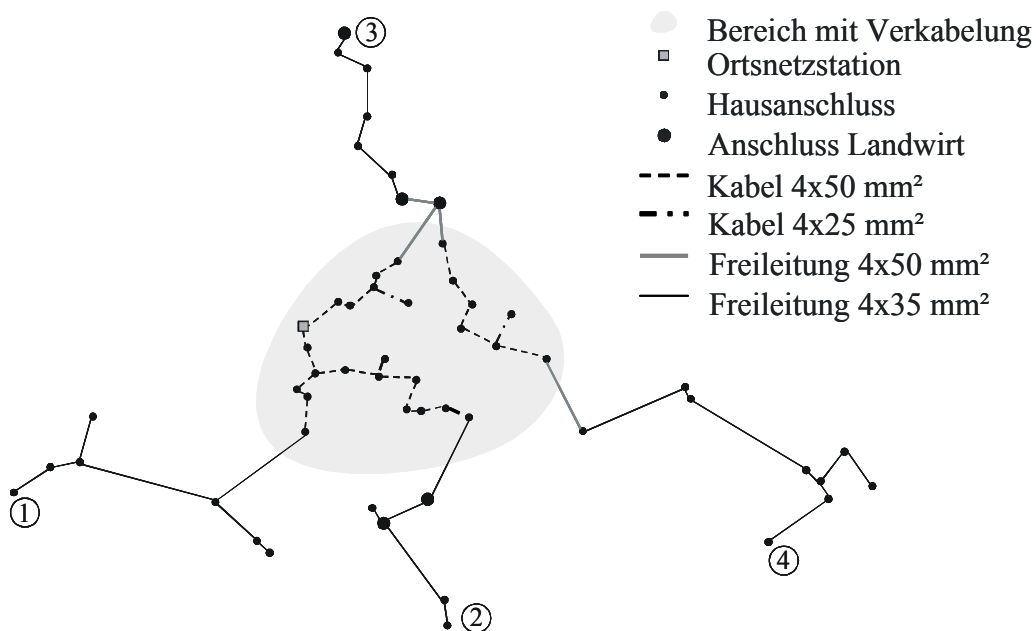 ③
Bereich mit Verkabelung
Ortsnetzstation
Hausanschluss
Anschluss Landwirt
Kabel 4x50 mm²
Kabel 4x25 mm²
Freileitung 4x50 mm²
Freileitung 4x35 mm²
①
④
②